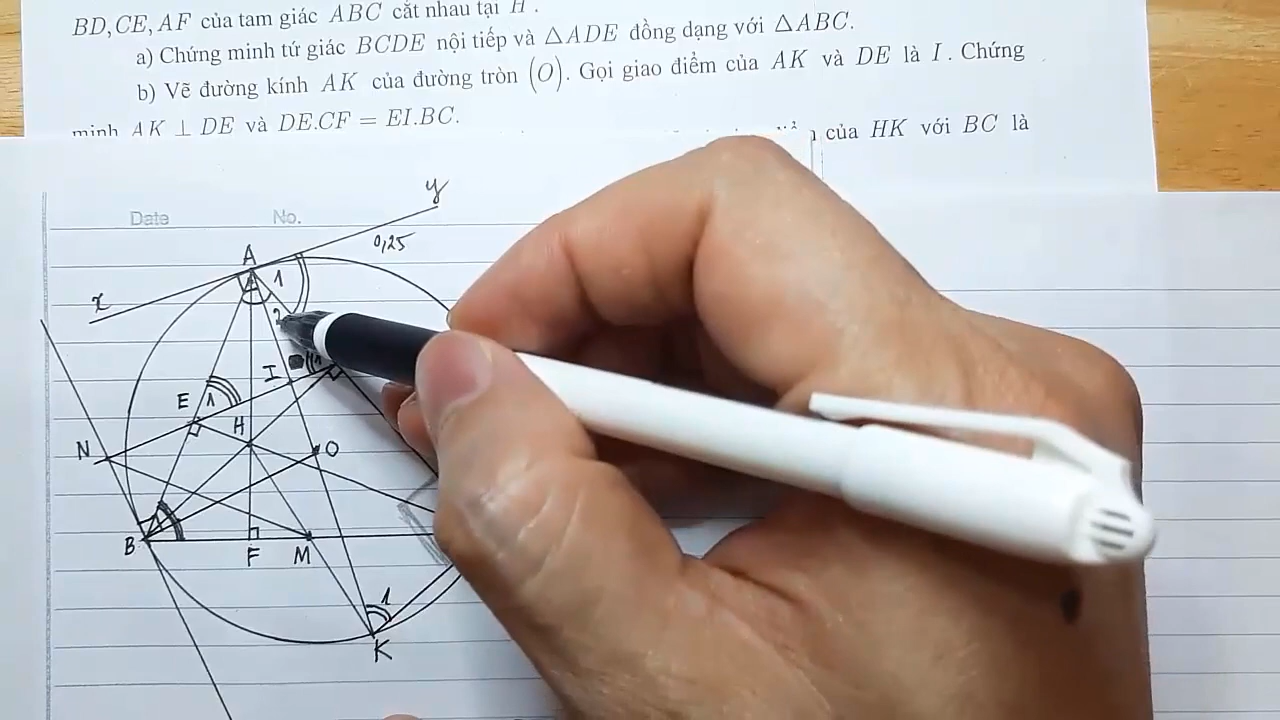 BD, CE, AF của tam giác ABC cắt nhau tại H.
a) Chứng minh tứ giác BCDE nội tiếp và △ADE đồng dạng với △ABC.
b) Vẽ đường kính AK của đường tròn (O). Gọi giao điểm của AK và DE là I. Chứng
minh AK ⊥ DE và DE.CF = EI.BC.
của HK với BC là
Date No.
y
0,25
A
1
x
2
I
1
E 1
H
N
O
B
F M
1
K